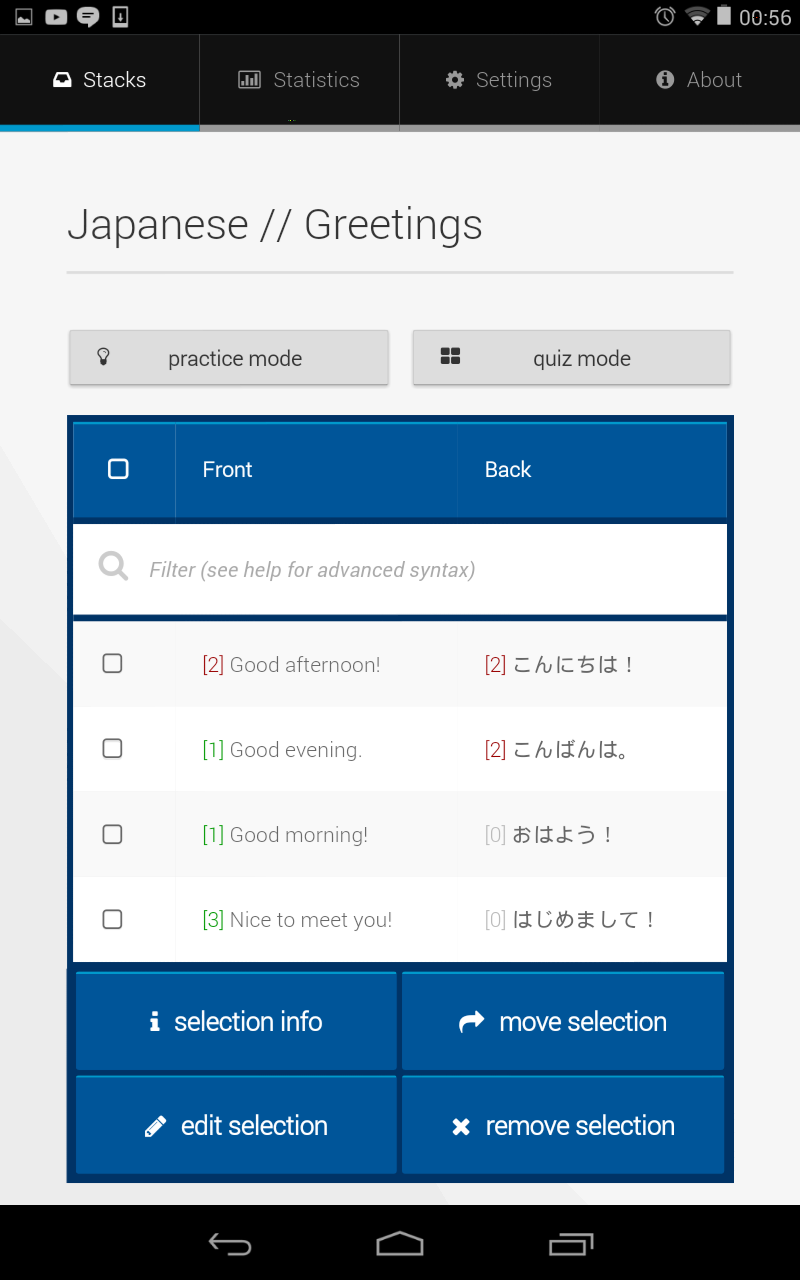 00:56
Stacks Statistics Settings About
Japanese // Greetings
practice mode quiz mode
Front Back
Filter (see help for advanced syntax)
[2] Good afternoon! [2] こんにちは！
[1] Good evening. [2] こんばんは。
[1] Good morning! [0] おはよう！
[3] Nice to meet you! [0] はじめまして！
selection info move selection
edit selection remove selection